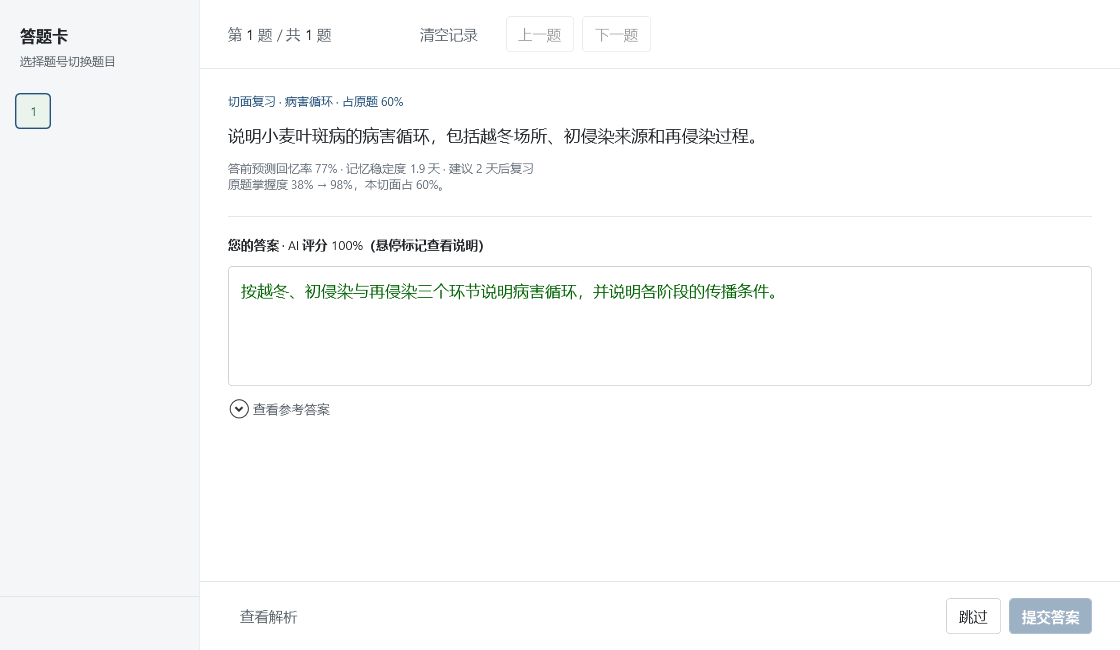 答题卡
选择题号切换题目
1
第 1 题 / 共 1 题
清空记录
上一题
下一题
切面复习 · 病害循环 · 占原题 60%
说明小麦叶斑病的病害循环，包括越冬场所、初侵染来源和再侵染过程。
答前预测回忆率 77% · 记忆稳定度 1.9 天 · 建议 2 天后复习
原题掌握度 38% → 98%，本切面占 60%。
您的答案 · AI 评分 100%（悬停标记查看说明）
按越冬、初侵染与再侵染三个环节说明病害循环，并说明各阶段的传播条件。
查看参考答案
查看解析
跳过
提交答案